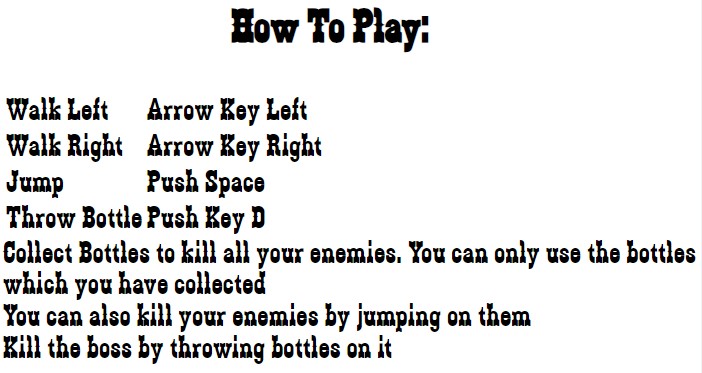 How To Play:
Walk Left Arrow Key Left
Walk Right Arrow Key Right
Jump Push Space
Throw Bottle Push Key D
Collect Bottles to kill all your enemies. You can only use the bottles
which you have collected
You can also kill your enemies by jumping on them
Kill the boss by throwing bottles on it